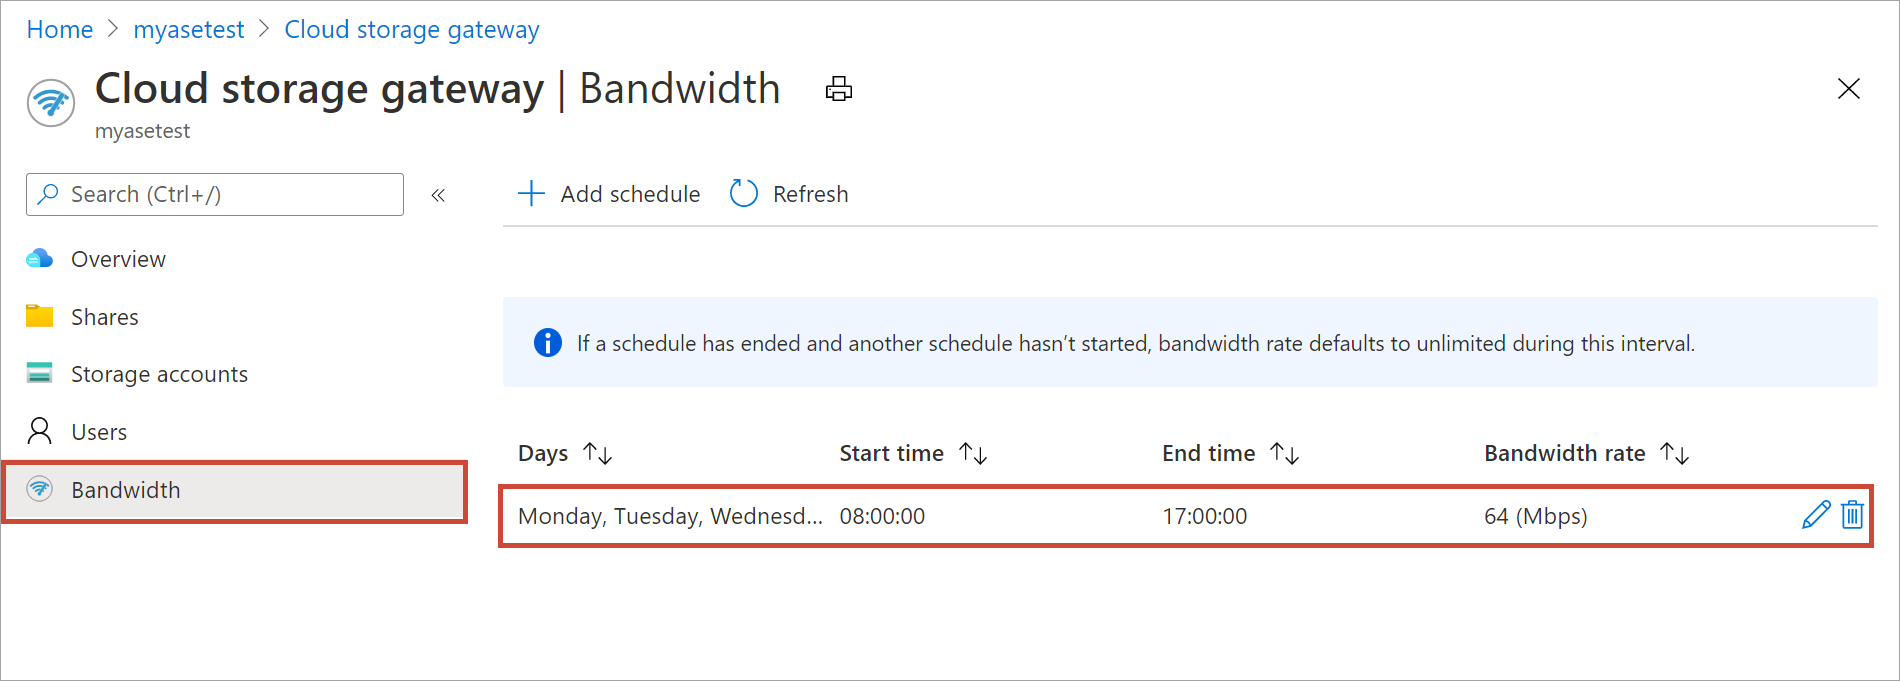 Home > myasetest > Cloud storage gateway
Cloud storage gateway | Bandwidth
myasetest
Search (Ctrl+/)
«
Add schedule
Refresh
Overview
Shares
Storage accounts
Users
Bandwidth
If a schedule has ended and another schedule hasn't started, bandwidth rate defaults to unlimited during this interval.
Days ↑↓ Start time ↑↓ End time ↑↓ Bandwidth rate ↑↓
Monday, Tuesday, Wednesd... 08:00:00 17:00:00 64 (Mbps)